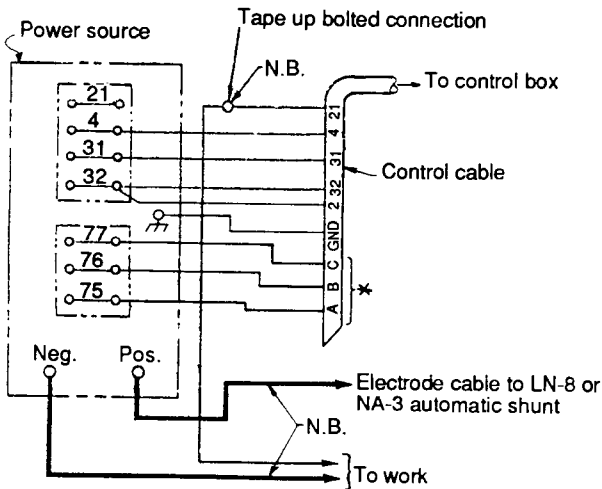 Tape up bolted connection
Power source
N.B.
To control box
21
4
31
32
21
4
31
32
2
GND
C
B
A
Control cable
77
76
75
*
Neg.
Pos.
Electrode cable to LN-8 or
NA-3 automatic shunt
N.B.
To work